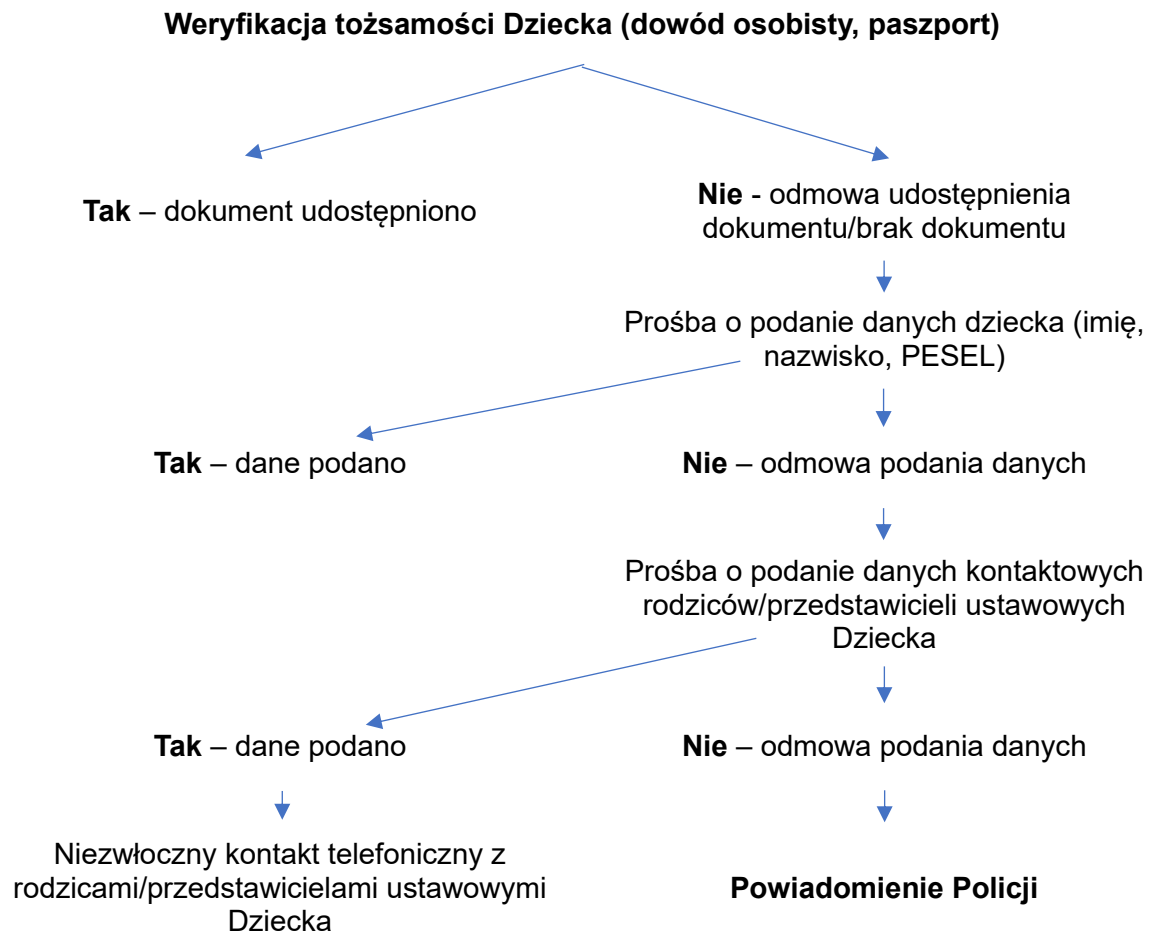 Weryfikacja tożsamości Dziecka (dowód osobisty, paszport)
Tak – dokument udostępniono
Nie - odmowa udostępnienia
dokumentu/brak dokumentu
Prośba o podanie danych dziecka (imię,
nazwisko, PESEL)
Tak – dane podano
Nie – odmowa podania danych
Prośba o podanie danych kontaktowych
rodziców/przedstawicieli ustawowych
Dziecka
Tak – dane podano
Nie – odmowa podania danych
Niezwłoczny kontakt telefoniczny z
rodzicami/przedstawicielami ustawowymi
Dziecka
Powiadomienie Policji